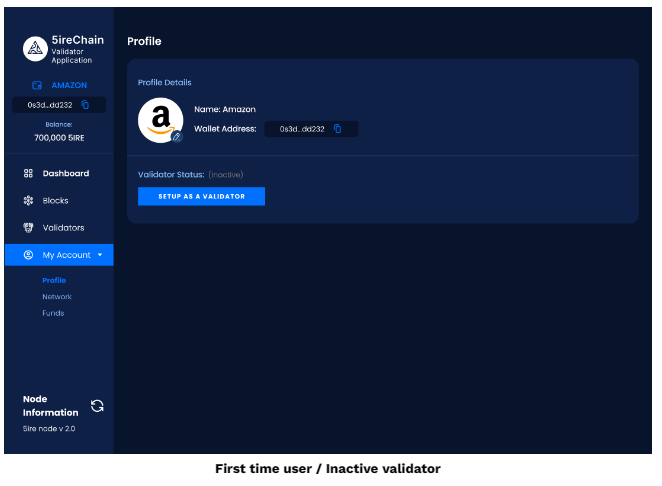 5ireChain
Validator
Application
AMAZON
0s3d...dd232
Balance:
700,000 5IRE
Dashboard
Blocks
Validators
My Account
Profile
Network
Funds
Node
Information
5ire node v 2.0
Profile
Profile Details
a
Name: Amazon
Wallet Address: 0s3d...dd232
Validator Status: (Inactive)
SETUP AS A VALIDATOR
First time user / Inactive validator